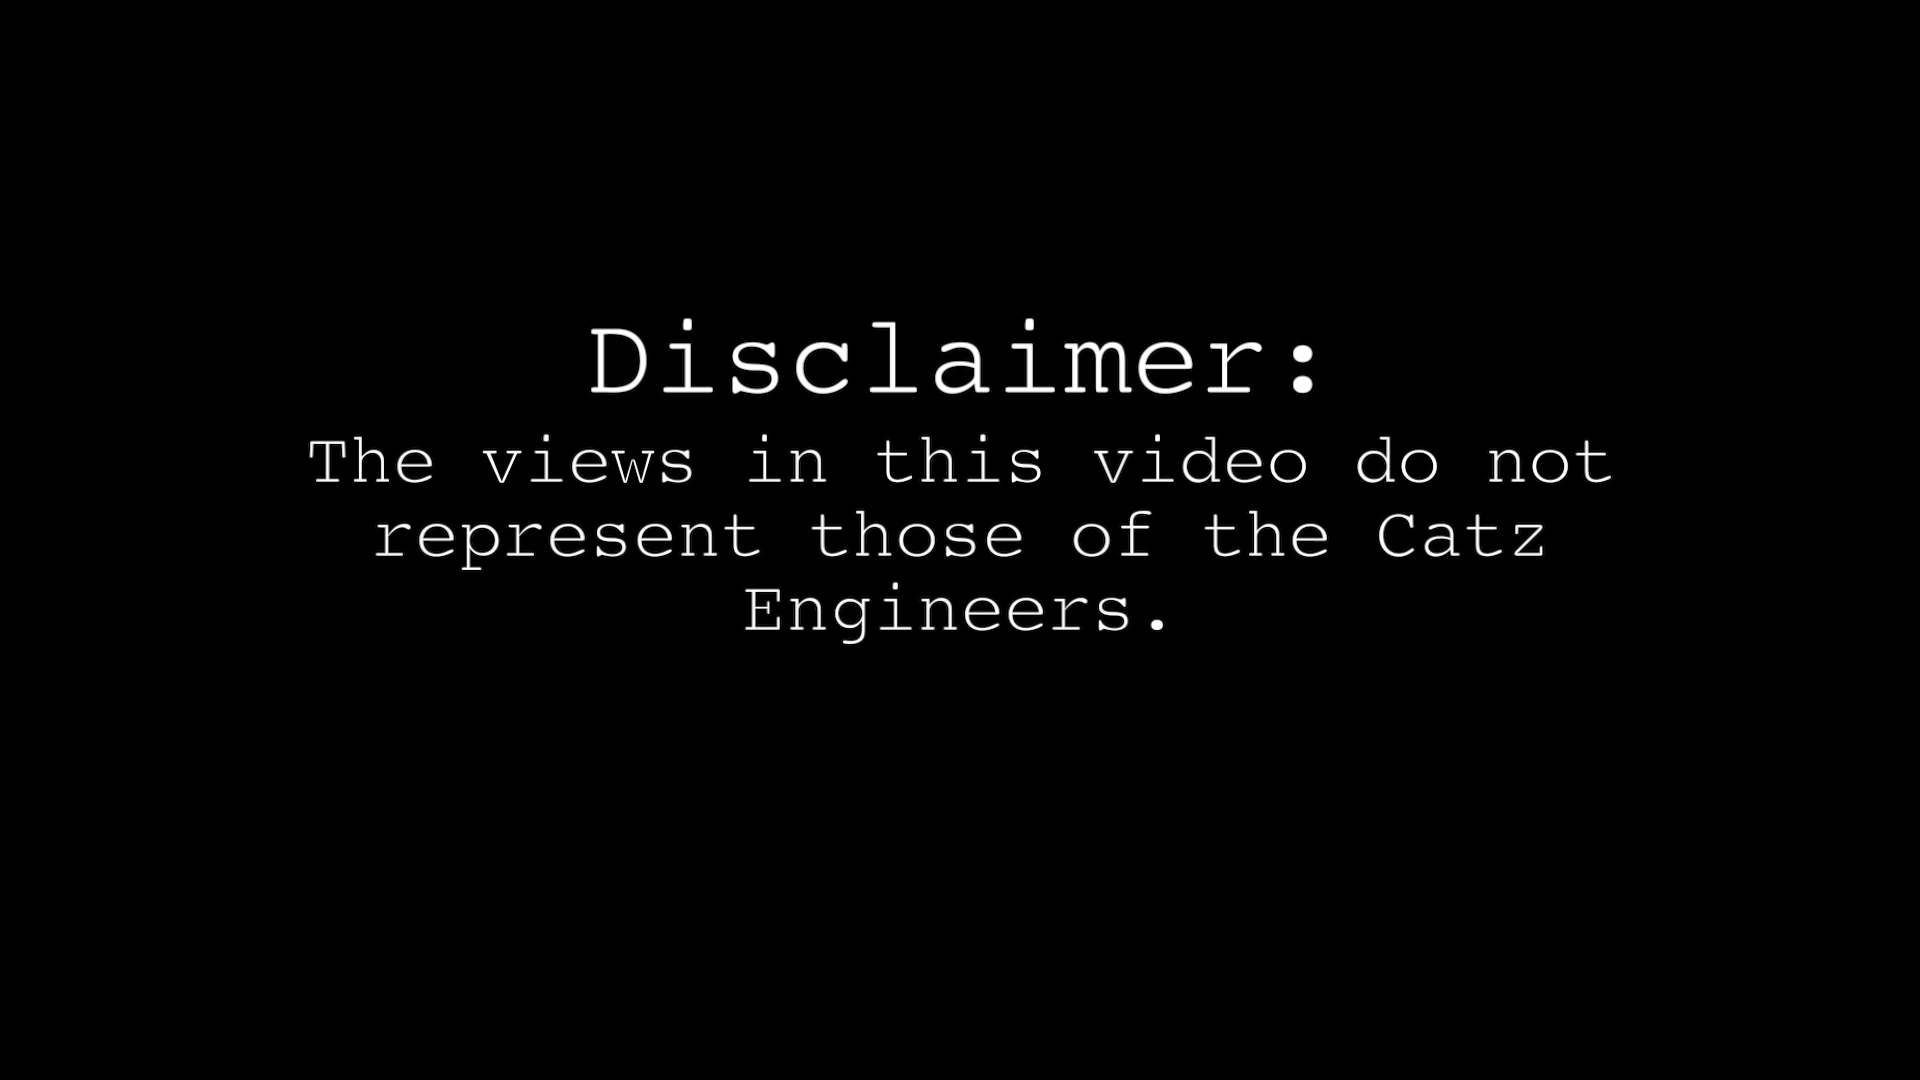 Disclaimer:
The views in this video do not
represent those of the Catz
Engineers.